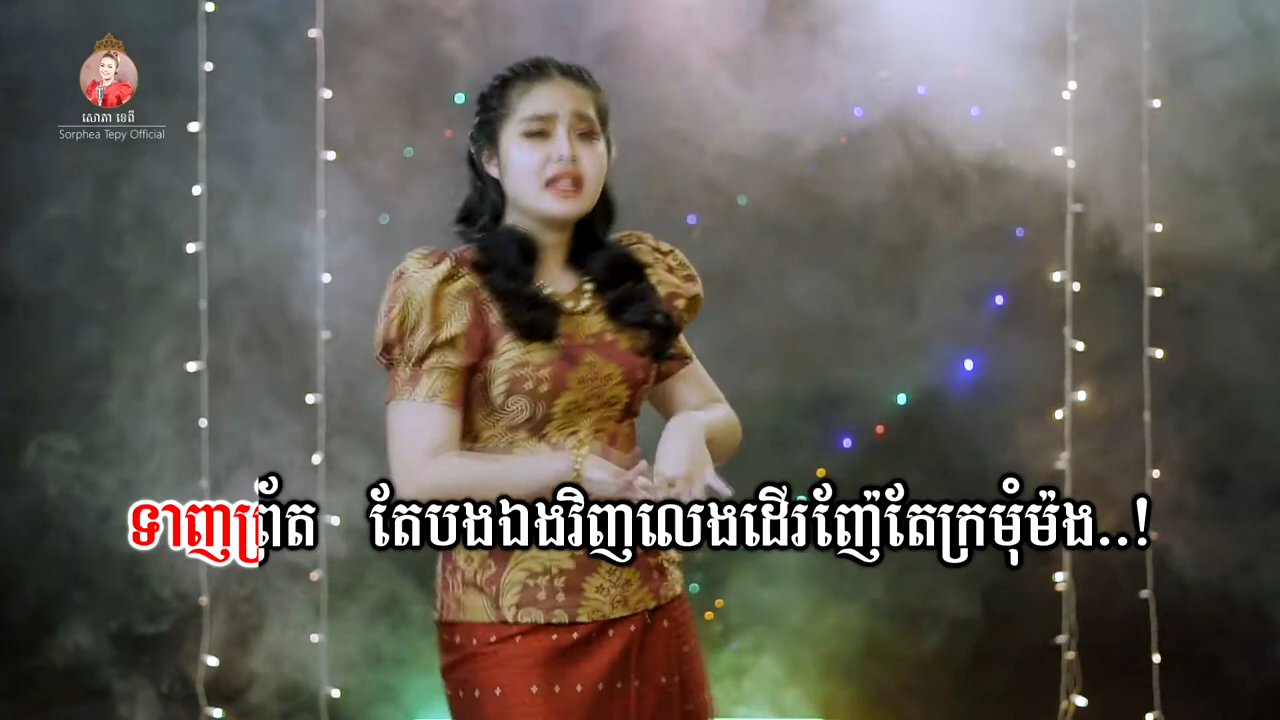 សោភា ទេពី
Sorphea Tepy Official
ទាញព្រ័ត តែបងឯងវិញលេងដើរញ៉ែតែក្រមុំម៉ង..!